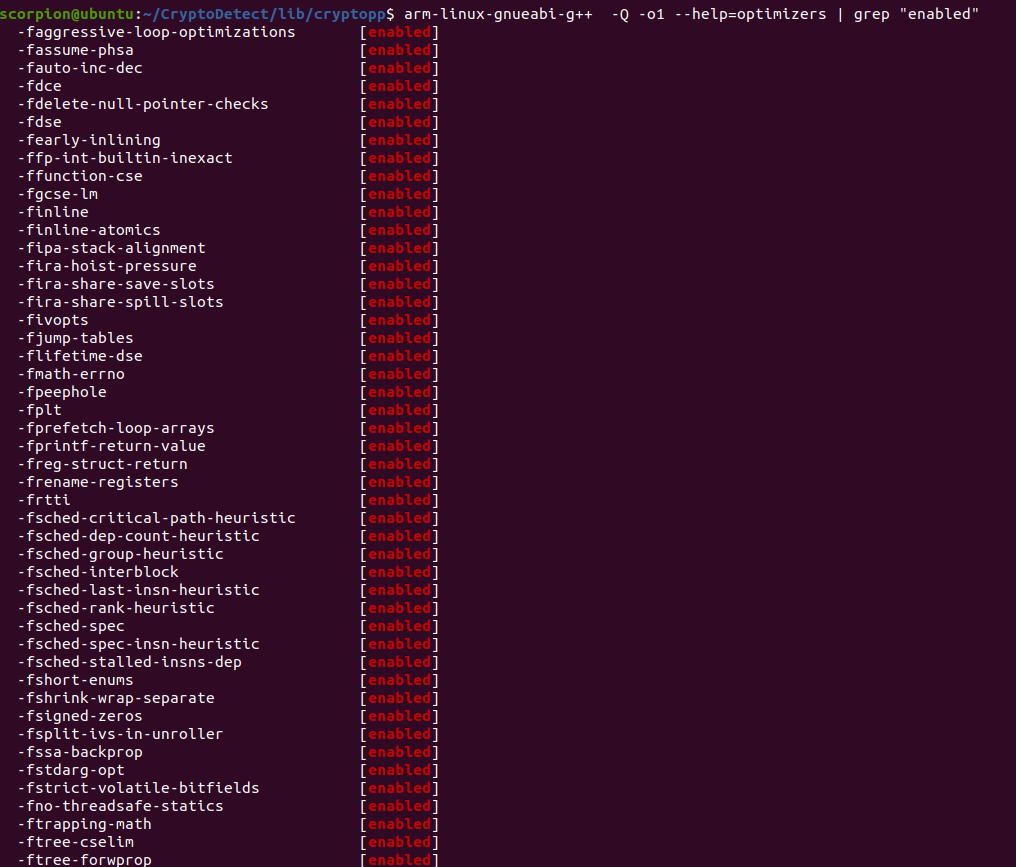 scorpion@ubuntu:~/CryptoDetect/lib/cryptopp$ arm-linux-gnueabi-g++  -Q -o1 --help=optimizers | grep "enabled"
-faggressive-loop-optimizations [enabled]
-fassume-phsa [enabled]
-fauto-inc-dec [enabled]
-fdce [enabled]
-fdelete-null-pointer-checks [enabled]
-fdse [enabled]
-fearly-inlining [enabled]
-ffp-int-builtin-inexact [enabled]
-ffunction-cse [enabled]
-fgcse-lm [enabled]
-finline [enabled]
-finline-atomics [enabled]
-fipa-stack-alignment [enabled]
-fira-hoist-pressure [enabled]
-fira-share-save-slots [enabled]
-fira-share-spill-slots [enabled]
-fivopts [enabled]
-fjump-tables [enabled]
-flifetime-dse [enabled]
-fmath-errno [enabled]
-fpeephole [enabled]
-fplt [enabled]
-fprefetch-loop-arrays [enabled]
-fprintf-return-value [enabled]
-freg-struct-return [enabled]
-frename-registers [enabled]
-frtti [enabled]
-fsched-critical-path-heuristic [enabled]
-fsched-dep-count-heuristic [enabled]
-fsched-group-heuristic [enabled]
-fsched-interblock [enabled]
-fsched-last-insn-heuristic [enabled]
-fsched-rank-heuristic [enabled]
-fsched-spec [enabled]
-fsched-spec-insn-heuristic [enabled]
-fsched-stalled-insns-dep [enabled]
-fshort-enums [enabled]
-fshrink-wrap-separate [enabled]
-fsigned-zeros [enabled]
-fsplit-ivs-in-unroller [enabled]
-fssa-backprop [enabled]
-fstdarg-opt [enabled]
-fstrict-volatile-bitfields [enabled]
-fno-threadsafe-statics [enabled]
-ftrapping-math [enabled]
-ftree-cselim [enabled]
-ftree-forwprop [enabled]